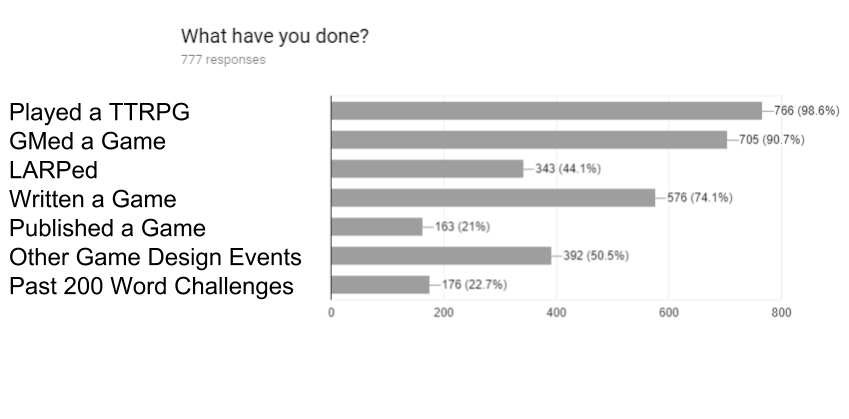 What have you done?
777 responses
Played a TTRPG 766 (98.6%)
GMed a Game 705 (90.7%)
LARPed 343 (44.1%)
Written a Game 576 (74.1%)
Published a Game 163 (21%)
Other Game Design Events 392 (50.5%)
Past 200 Word Challenges 176 (22.7%)
0 200 400 600 800